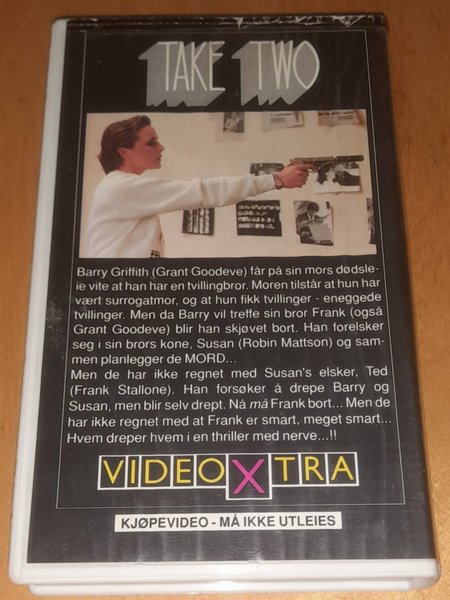 TAKE TWO
Barry Griffith (Grant Goodeve) får på sin mors dødsle-
ie vite at han har en tvillingbror. Moren tilstår at hun har
vært surrogatmor, og at hun fikk tvillinger - eneggede
tvillinger. Men da Barry vil treffe sin bror Frank (også
Grant Goodeve) blir han skjøvet bort. Han forelsker
seg i sin brors kone, Susan (Robin Mattson) og sam-
men planlegger de MORD...
Men de har ikke regnet med Susan's elsker, Ted
(Frank Stallone). Han forsøker å drepe Barry og
Susan, men blir selv drept. Nå må Frank bort... Men de
har ikke regnet med at Frank er smart, meget smart...
Hvem dreper hvem i en thriller med nerve...!!
VIDEO XTRA
KJØPEVIDEO - MÅ IKKE UTLEIES